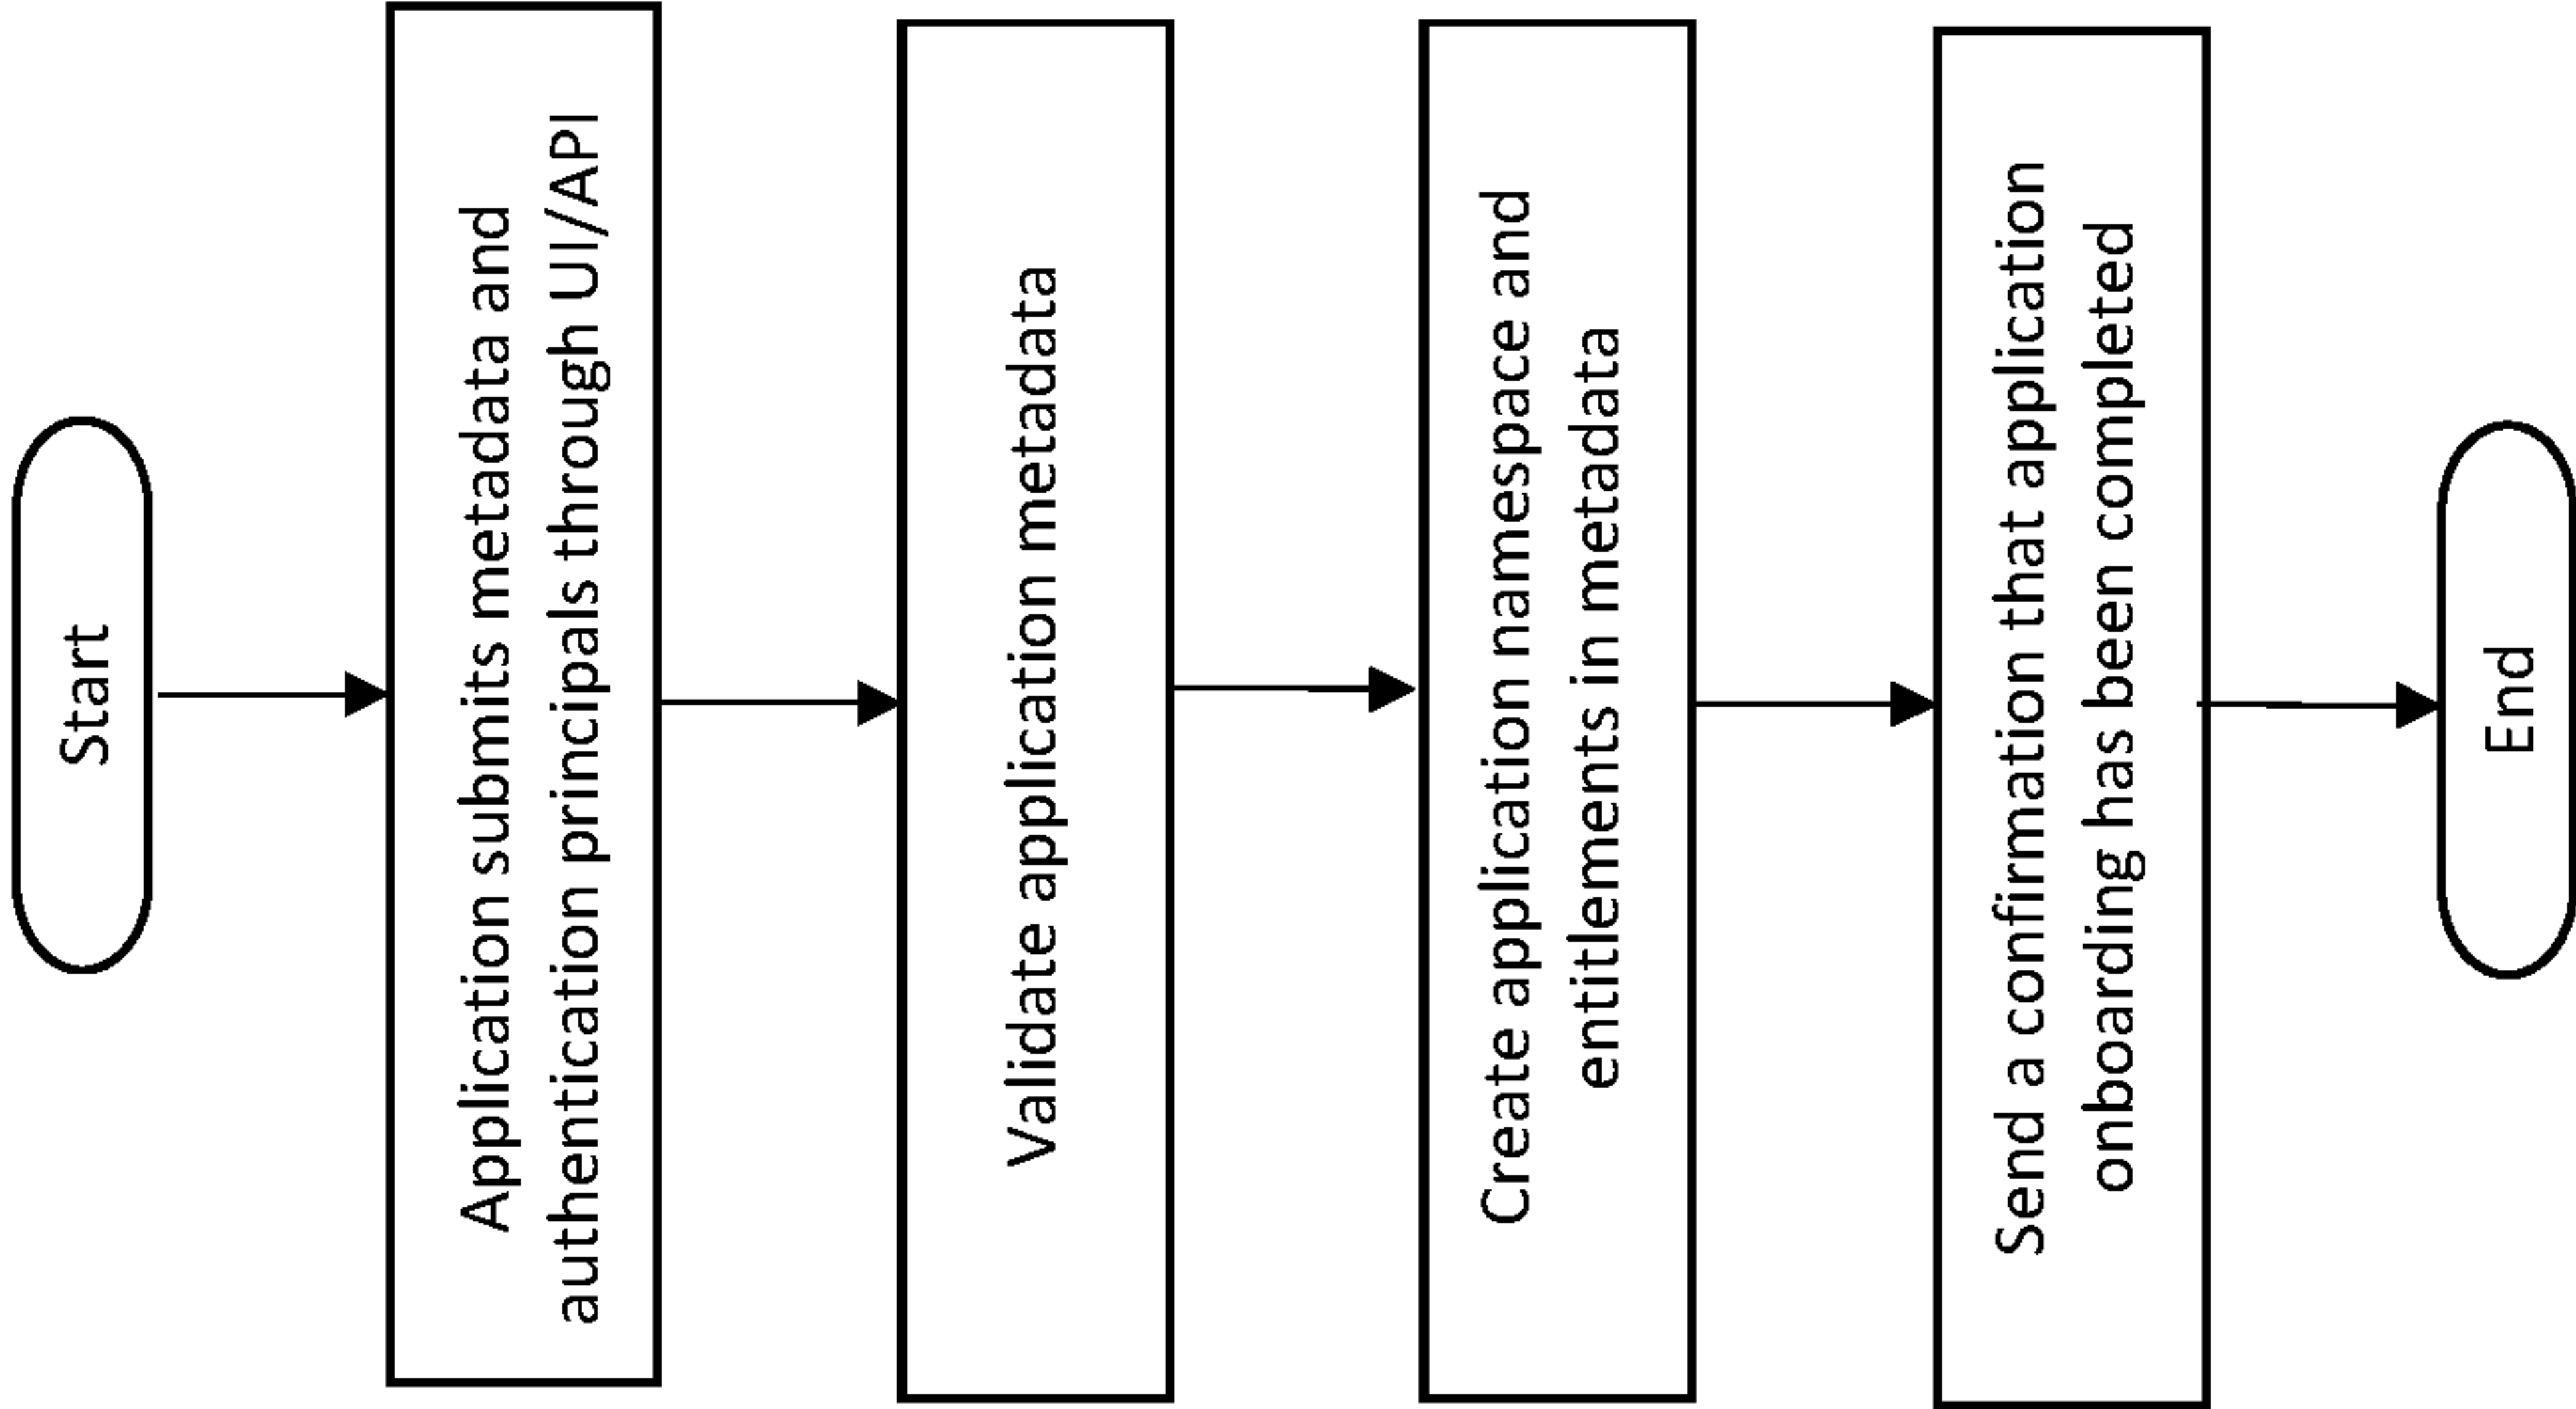 Start
Application submits metadata and
authentication principals through UI/API
Validate application metadata
Create application namespace and
entitlements in metadata
Send a confirmation that application
onboarding has been completed
End